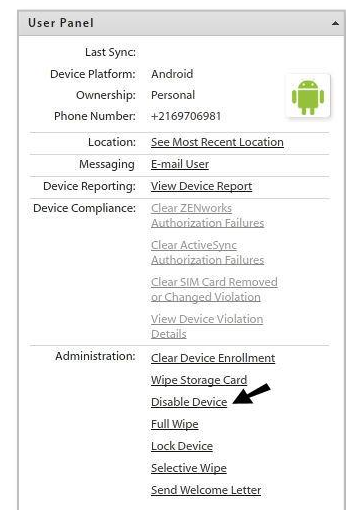 User Panel
Last Sync:
Device Platform: Android
Ownership: Personal
Phone Number: +2169706981
Location: See Most Recent Location
Messaging E-mail User
Device Reporting: View Device Report
Device Compliance: Clear ZENworks
Authorization Failures
Clear ActiveSync
Authorization Failures
Clear SIM Card Removed
or Changed Violation
View Device Violation
Details
Administration: Clear Device Enrollment
Wipe Storage Card
Disable Device
Full Wipe
Lock Device
Selective Wipe
Send Welcome Letter